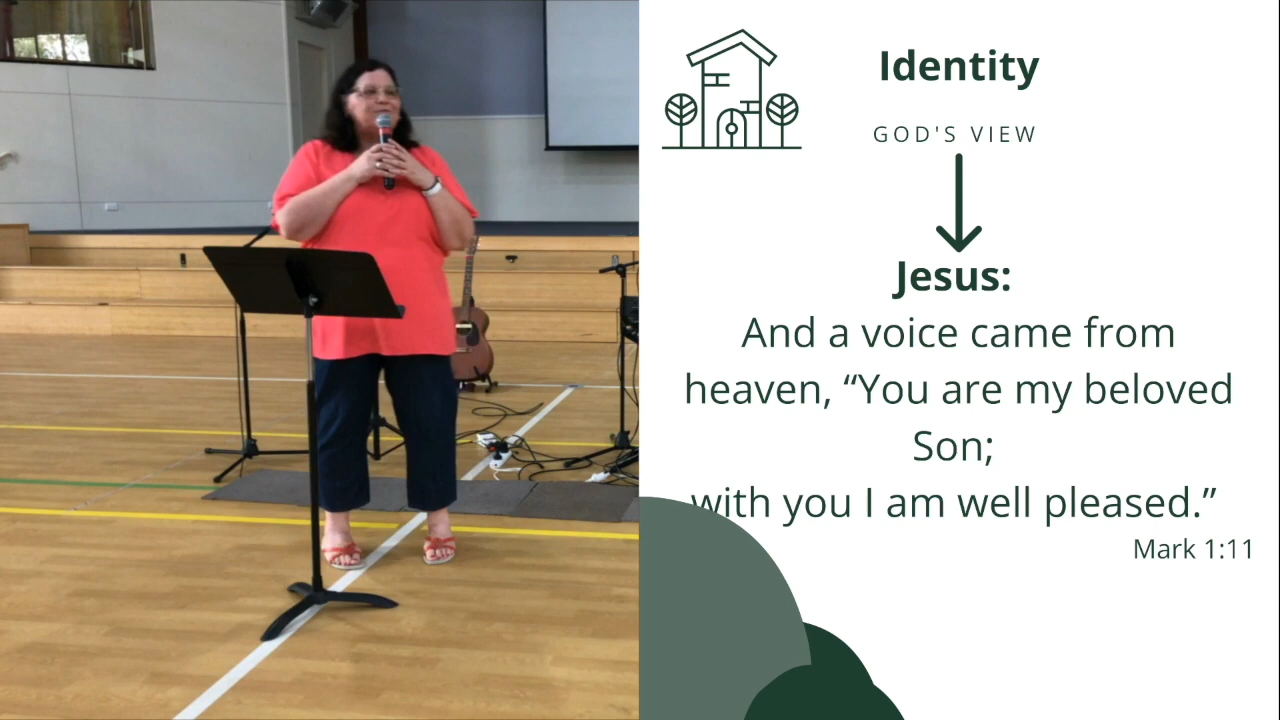 Identity
GOD'S VIEW
Jesus:
And a voice came from
heaven, “You are my beloved
Son;
with you I am well pleased.”
Mark 1:11